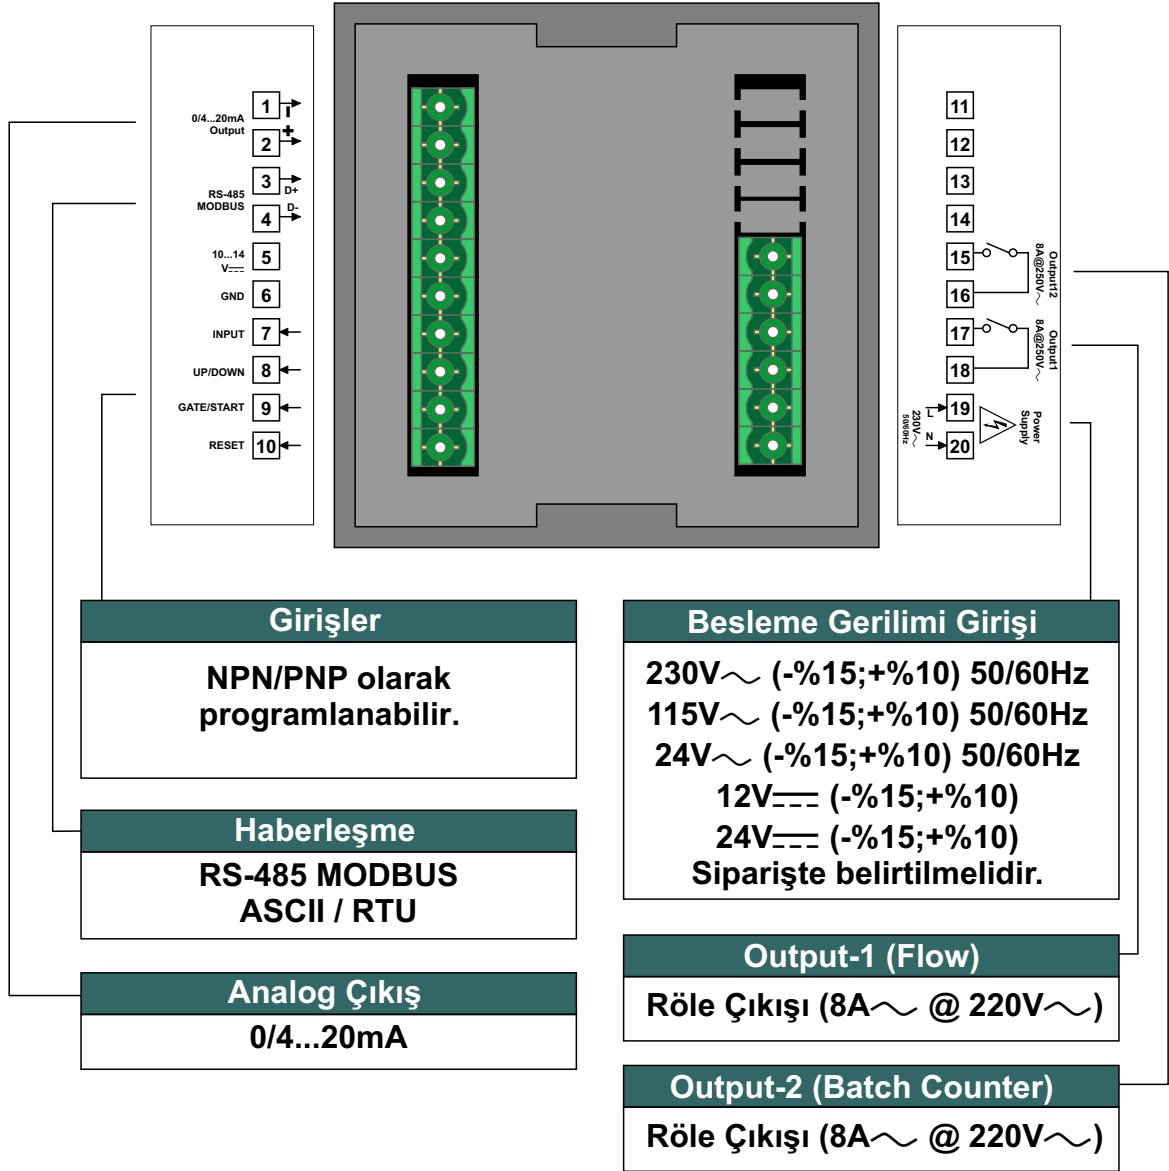 1
0/4...20mA
Output
- +
2
3
D+
RS-485
MODBUS
D-
4
10...14
V
5
GND
6
INPUT
7
UP/DOWN
8
GATE/START
9
RESET
10
11
12
13
14
15
16
Output12
8A@250V
17
18
Output1
8A@250V
19
L
20
N
230V
50/60Hz
Power
Supply
Girişler
NPN/PNP olarak
programlanabilir.
Haberleşme
RS-485 MODBUS
ASCII / RTU
Analog Çıkış
0/4...20mA
Besleme Gerilimi Girişi
230V (-%15;+%10) 50/60Hz
115V (-%15;+%10) 50/60Hz
24V (-%15;+%10) 50/60Hz
12V (-%15;+%10)
24V (-%15;+%10)
Siparişte belirtilmelidir.
Output-1 (Flow)
Röle Çıkışı (8A @ 220V)
Output-2 (Batch Counter)
Röle Çıkışı (8A @ 220V)